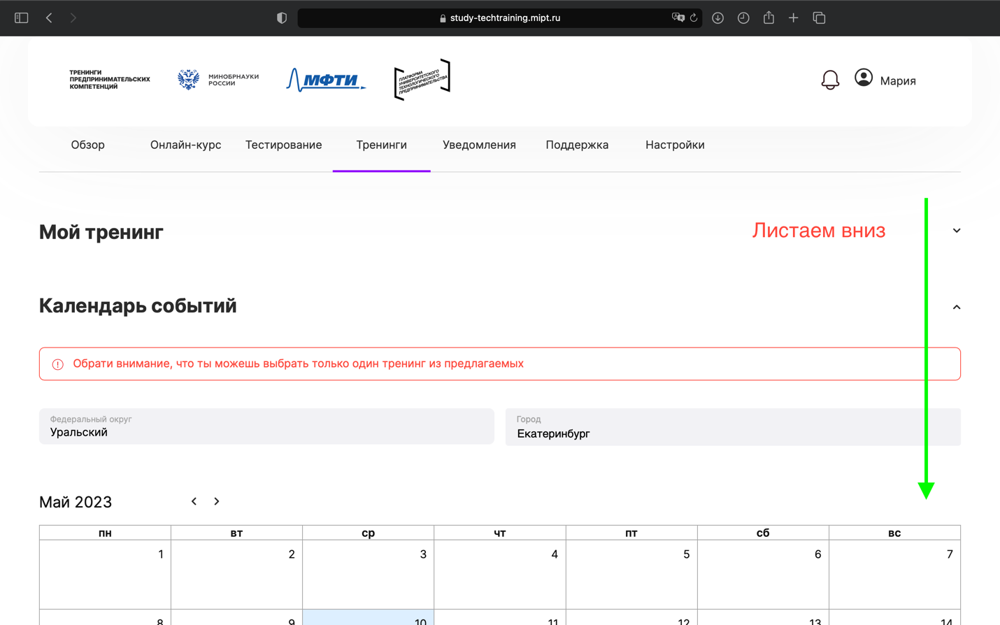 study-techtraining.mipt.ru
ТРЕНИНГИ
ПРЕДПРИНИМАТЕЛЬСКИХ
КОМПЕТЕНЦИЙ
МИНОБРНАУКИ
РОССИИ
МФТИ
ПЛАТФОРМА
УНИВЕРСИТЕТСКОГО
ТЕХНОЛОГИЧЕСКОГО
ПРЕДПРИНИМАТЕЛЬСТВА
Мария
Обзор Онлайн-курс Тестирование Тренинги Уведомления Поддержка Настройки
Мой тренинг
Листаем вниз
Календарь событий
Обрати внимание, что ты можешь выбрать только один тренинг из предлагаемых
Федеральный округ
Уральский
Город
Екатеринбург
Май 2023
пн вт ср чт пт сб вс
1 2 3 4 5 6 7
8 9 10 11 12 13 14